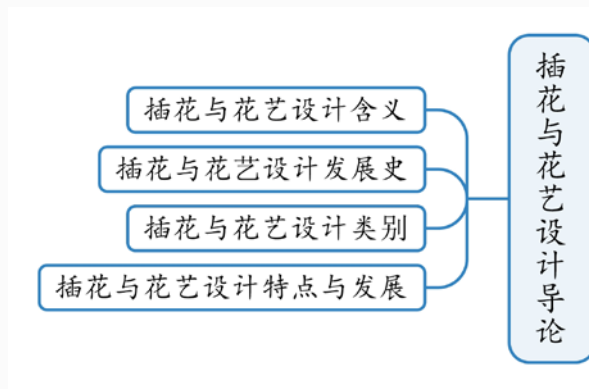 插花与花艺设计含义
插花与花艺设计发展史
插花与花艺设计类别
插花与花艺设计特点与发展
插花与花艺设计导论